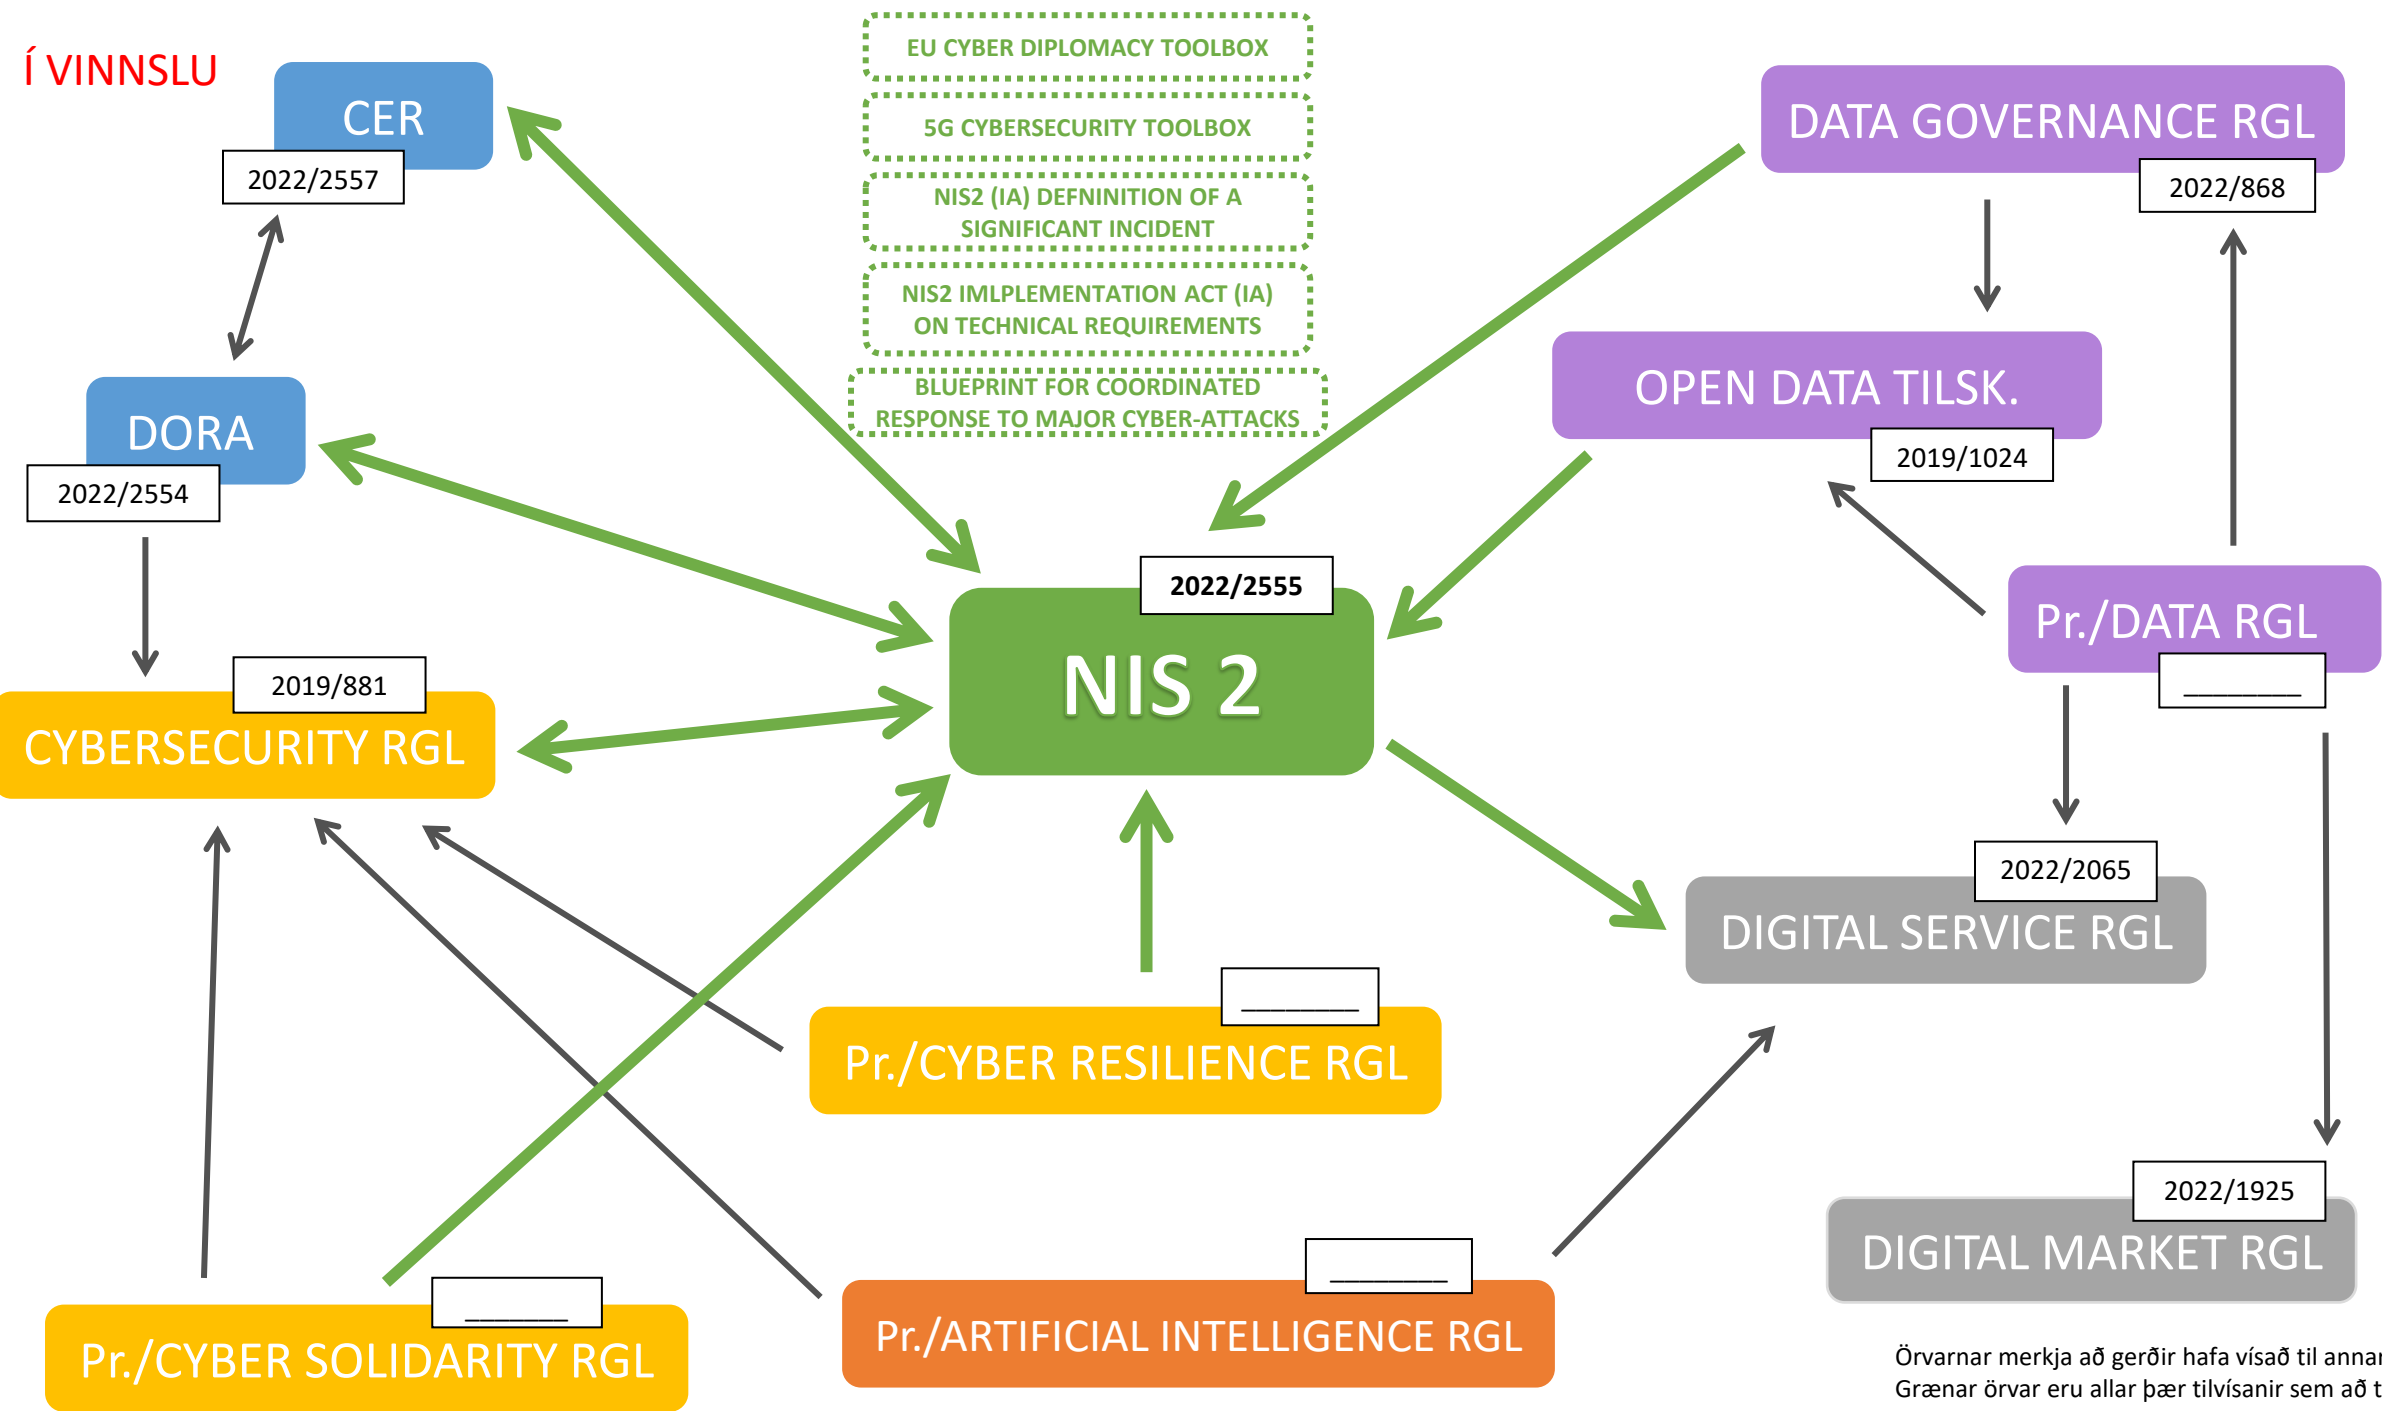 Í VINNSLU
CER
2022/2557
DORA
2022/2554
2019/881
CYBERSECURITY RGL
EU CYBER DIPLOMACY TOOLBOX
5G CYBERSECURITY TOOLBOX
NIS2 (IA) DEFNINITION OF A
SIGNIFICANT INCIDENT
NIS2 IMLPLEMENTATION ACT (IA)
ON TECHNICAL REQUIREMENTS
BLUEPRINT FOR COORDINATED
RESPONSE TO MAJOR CYBER-ATTACKS
2022/2555
NIS 2
DATA GOVERNANCE RGL
2022/868
OPEN DATA TILSK.
2019/1024
Pr./DATA RGL
________
2022/2065
DIGITAL SERVICE RGL
________
Pr./CYBER RESILIENCE RGL
2022/1925
DIGITAL MARKET RGL
_______
Pr./CYBER SOLIDARITY RGL
________
Pr./ARTIFICIAL INTELLIGENCE RGL
Örvarnar merkja að gerðir hafa vísað til
Grænar örvar eru allar þær tilvísanir sem að